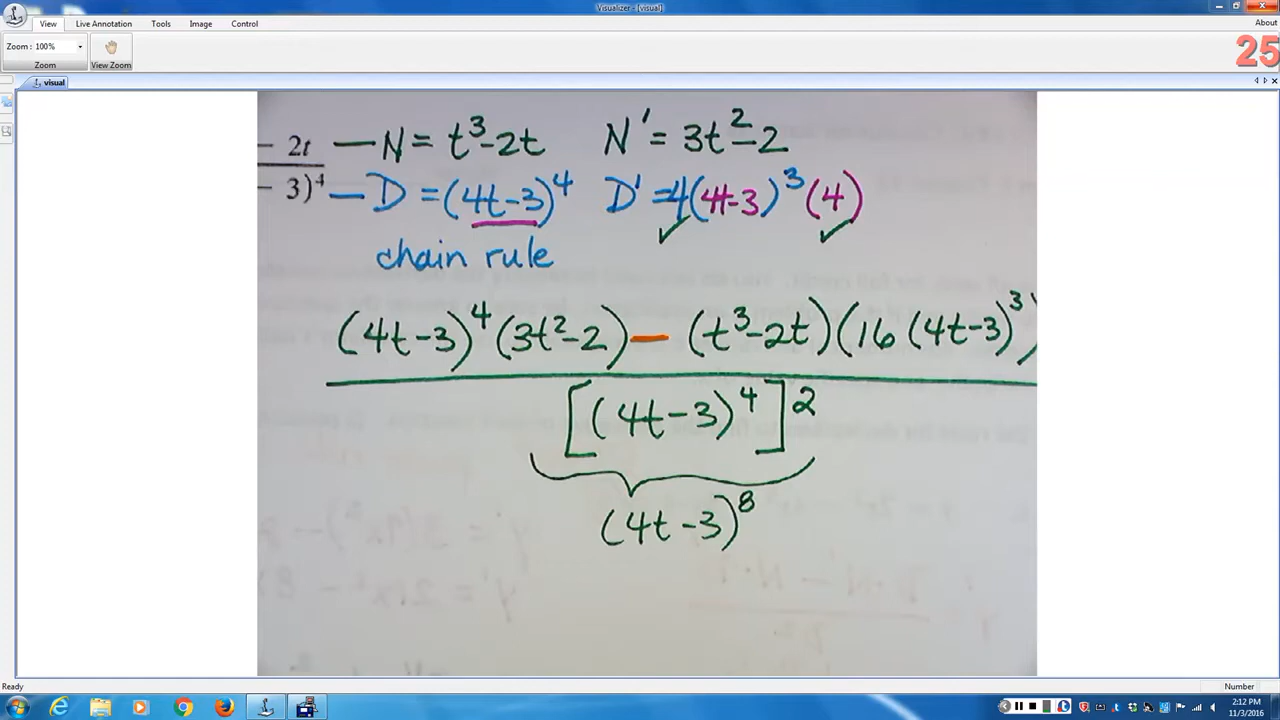 Visualizer - [visual]
View Live Annotation Tools Image Control About
Zoom : 100%
View Zoom
Zoom
25
visual
− 2t — N = t³-2t N' = 3t²-2
− 3)⁴ — D = (4t-3)⁴ D' = 4(4t-3)³(4)
chain rule
(4t-3)⁴(3t²-2) — (t³-2t)(16(4t-3)³)
[(4t-3)⁴]²
(4t-3)⁸
Ready Number
2:12 PM
11/3/2016